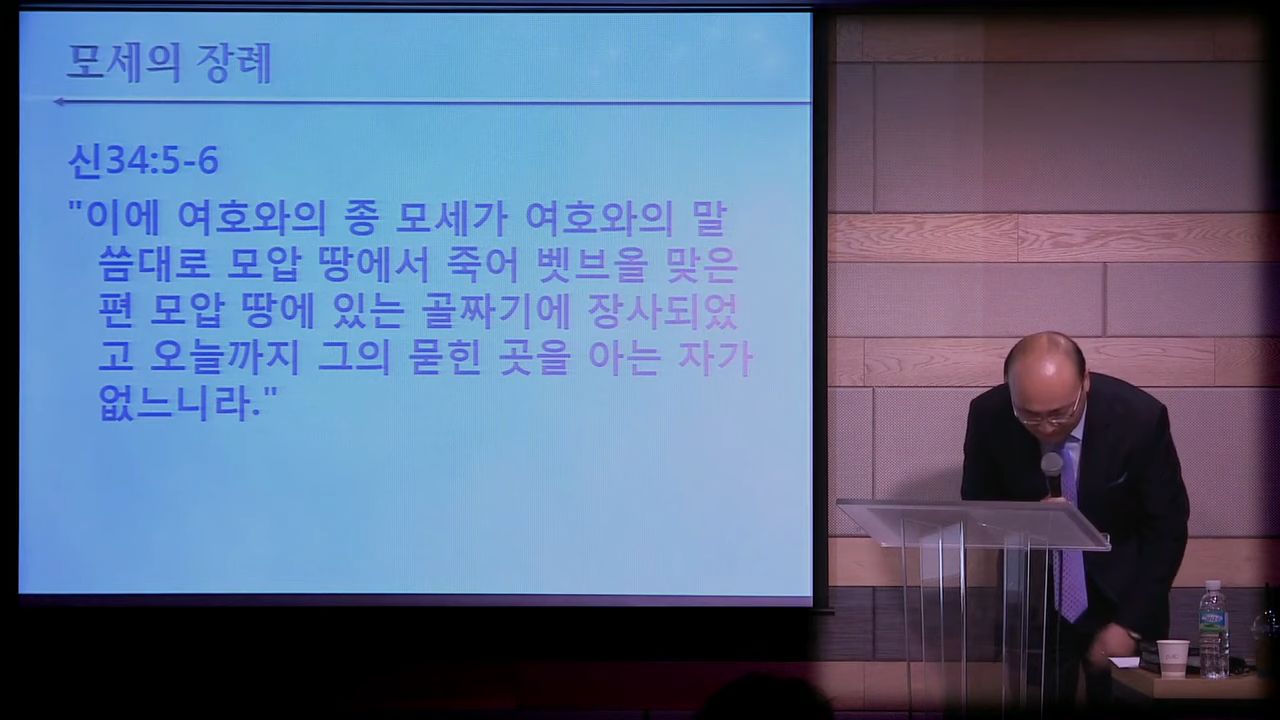 모세의 장례
신34:5-6
"이에 여호와의 종 모세가 여호와의 말
씀대로 모압 땅에서 죽어 벳브올 맞은
편 모압 땅에 있는 골짜기에 장사되었
고 오늘까지 그의 묻힌 곳을 아는 자가
없느니라."